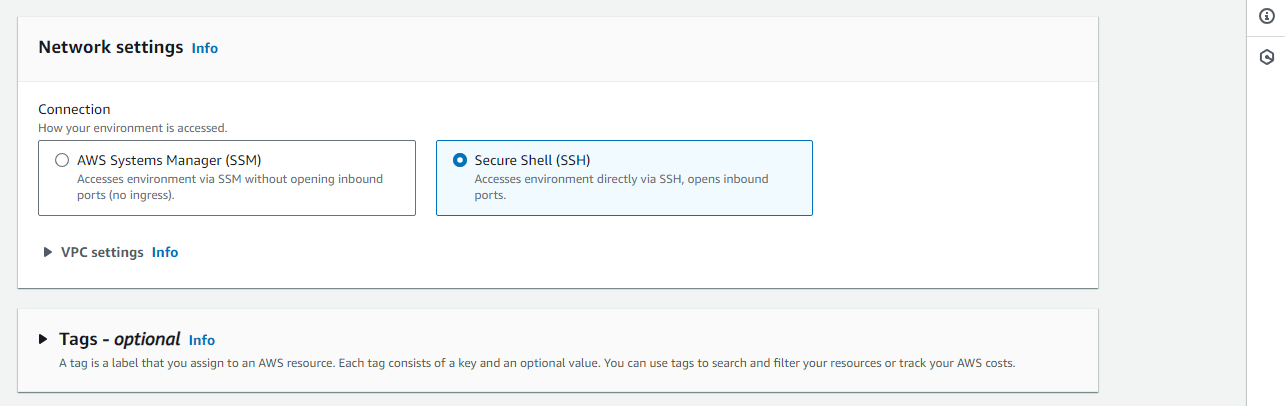 Network settings Info
Connection
How your environment is accessed.
AWS Systems Manager (SSM)
Accesses environment via SSM without opening inbound
ports (no ingress).
Secure Shell (SSH)
Accesses environment directly via SSH, opens inbound
ports.
VPC settings Info
Tags - optional Info
A tag is a label that you assign to an AWS resource. Each tag consists of a key and an optional value. You can use tags to search and filter your resources or track your AWS costs.